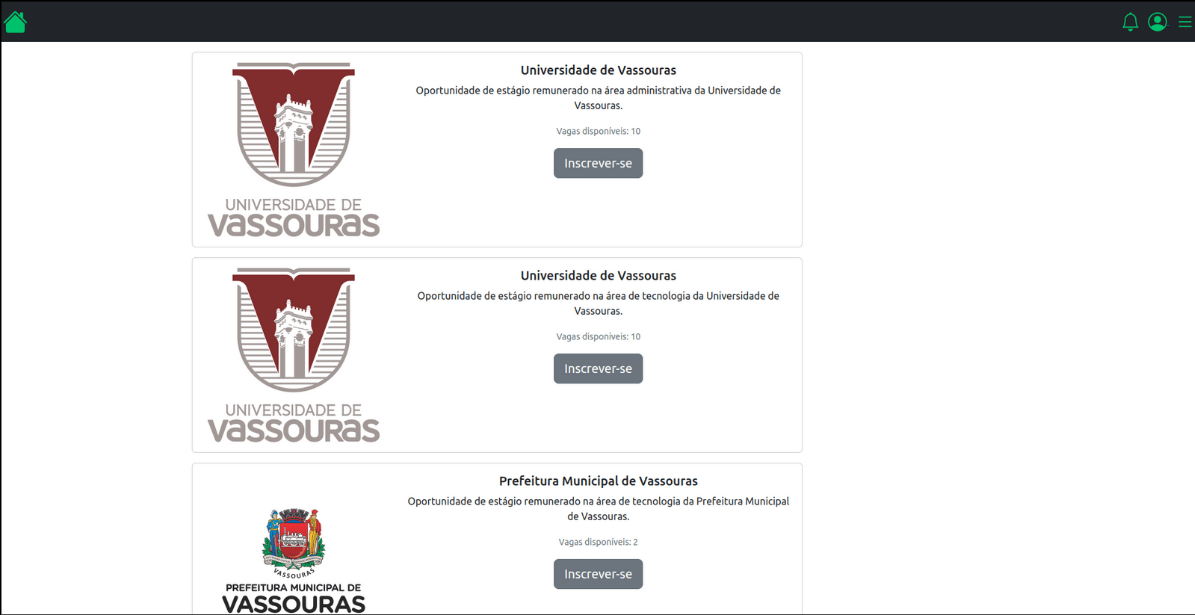 UNIVERSIDADE DE
VASSOURAS
Universidade de Vassouras
Oportunidade de estágio remunerado na área administrativa da Universidade de
Vassouras.
Vagas disponíveis: 10
Inscrever-se
UNIVERSIDADE DE
VASSOURAS
Universidade de Vassouras
Oportunidade de estágio remunerado na área de tecnologia da Universidade de
Vassouras.
Vagas disponíveis: 10
Inscrever-se
VASSOURAS
PREFEITURA MUNICIPAL DE
VASSOURAS
Prefeitura Municipal de Vassouras
Oportunidade de estágio remunerado na área de tecnologia da Prefeitura Municipal
de Vassouras.
Vagas disponíveis: 2
Inscrever-se